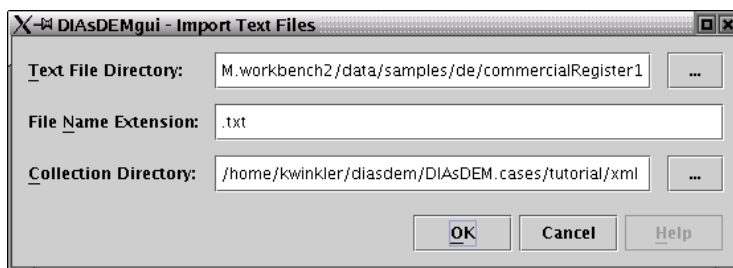 DIAsDEMgui - Import Text Files
Text File Directory: M.workbench2/data/samples/de/commercialRegister1 ...
File Name Extension: .txt
Collection Directory: /home/kwinkler/diasdem/DIAsDEM.cases/tutorial/xml ...
OK Cancel Help